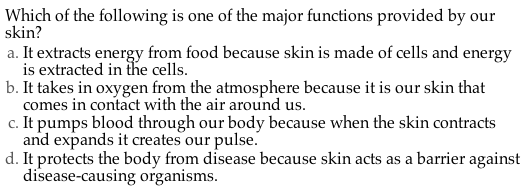 Which of the following is one of the major functions provided by our
skin?
a. It extracts energy from food because skin is made of cells and energy
is extracted in the cells.
b. It takes in oxygen from the atmosphere because it is our skin that
comes in contact with the air around us.
c. It pumps blood through our body because when the skin contracts
and expands it creates our pulse.
d. It protects the body from disease because skin acts as a barrier against
disease-causing organisms.